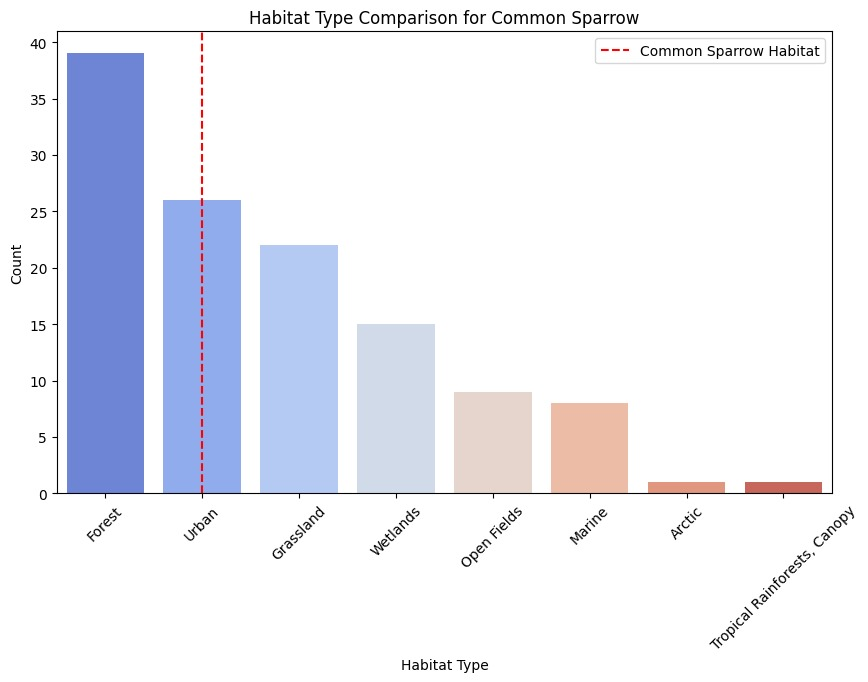 Habitat Type Comparison for Common Sparrow
Common Sparrow Habitat
Count
40
35
30
25
20
15
10
5
0
Forest
Urban
Grassland
Wetlands
Open Fields
Marine
Arctic
Tropical Rainforests, Canopy
Habitat Type